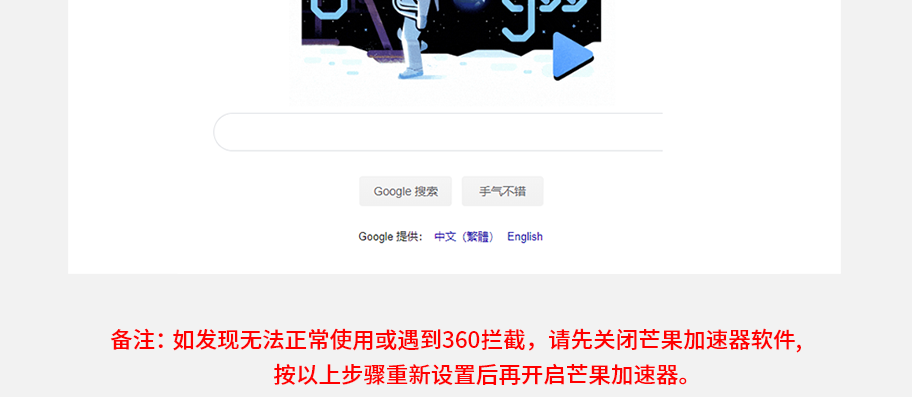 Google 搜索 手气不错
Google 提供： 中文（繁體） English
备注：如发现无法正常使用或遇到360拦截，请先关闭芒果加速器软件，
按以上步骤重新设置后再开启芒果加速器。